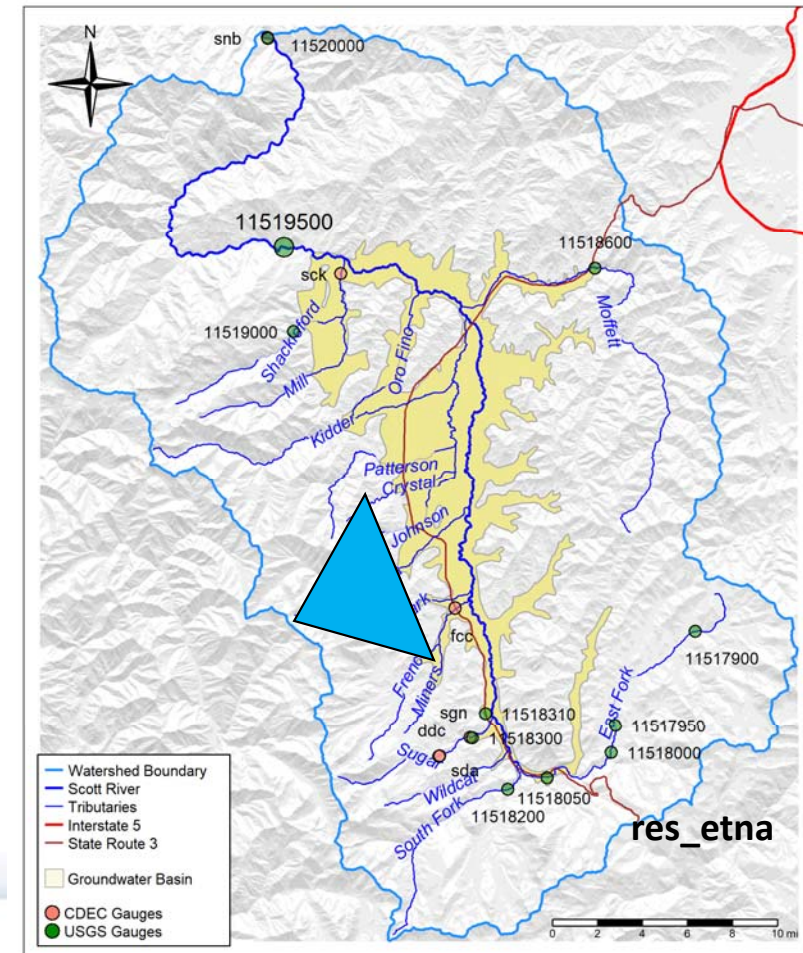 N
snb
11520000
11519500
11518600
sck
11519000
Shackleford
Mill
Oro Fino
Moffett
Kidder
Patterson
Crystal
Johnson
fcc
French
Miners
11517900
sgn
11518310
ddc
11518300
East Fork
11517950
11518000
Sugar
sda
Wildcat
11518050
11518200
South Fork
res_etna
Watershed Boundary
Scott River
Tributaries
Interstate 5
State Route 3
Groundwater Basin
CDEC Gauges
USGS Gauges
0 2 4 6 8 10 mi